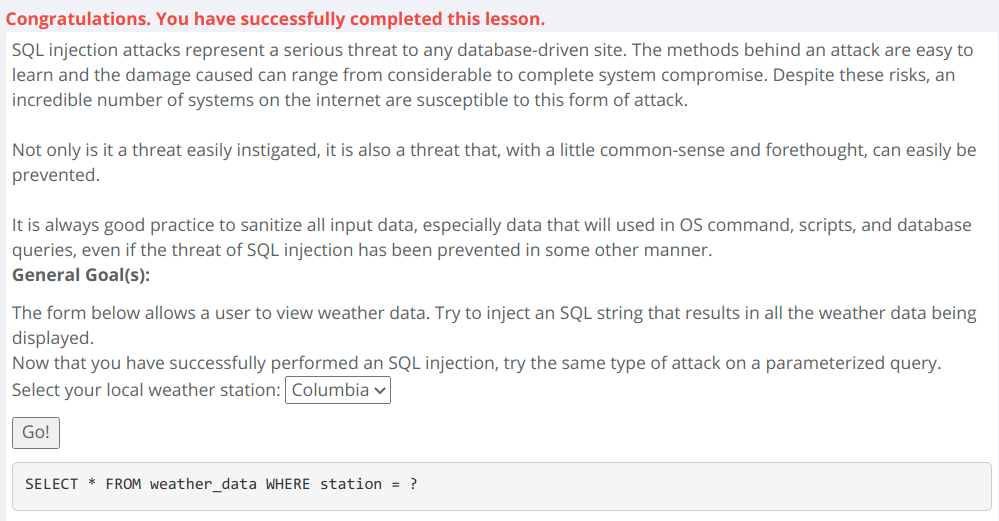 Congratulations. You have successfully completed this lesson.
SQL injection attacks represent a serious threat to any database-driven site. The methods behind an attack are easy to
learn and the damage caused can range from considerable to complete system compromise. Despite these risks, an
incredible number of systems on the internet are susceptible to this form of attack.
Not only is it a threat easily instigated, it is also a threat that, with a little common-sense and forethought, can easily be
prevented.
It is always good practice to sanitize all input data, especially data that will used in OS command, scripts, and database
queries, even if the threat of SQL injection has been prevented in some other manner.
General Goal(s):
The form below allows a user to view weather data. Try to inject an SQL string that results in all the weather data being
displayed.
Now that you have successfully performed an SQL injection, try the same type of attack on a parameterized query.
Select your local weather station: Columbia
Go!
SELECT * FROM weather_data WHERE station = ?